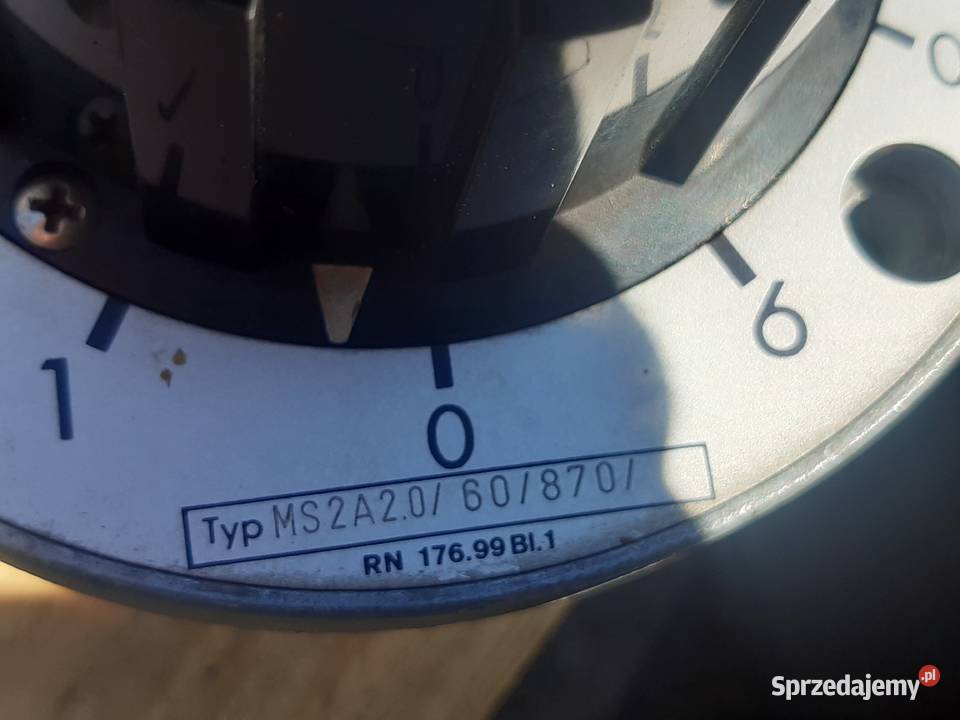 1
0
6
Typ MS2A2.0/ 60/870/
RN 176.99 Bl.1
Sprzedajemy.pl